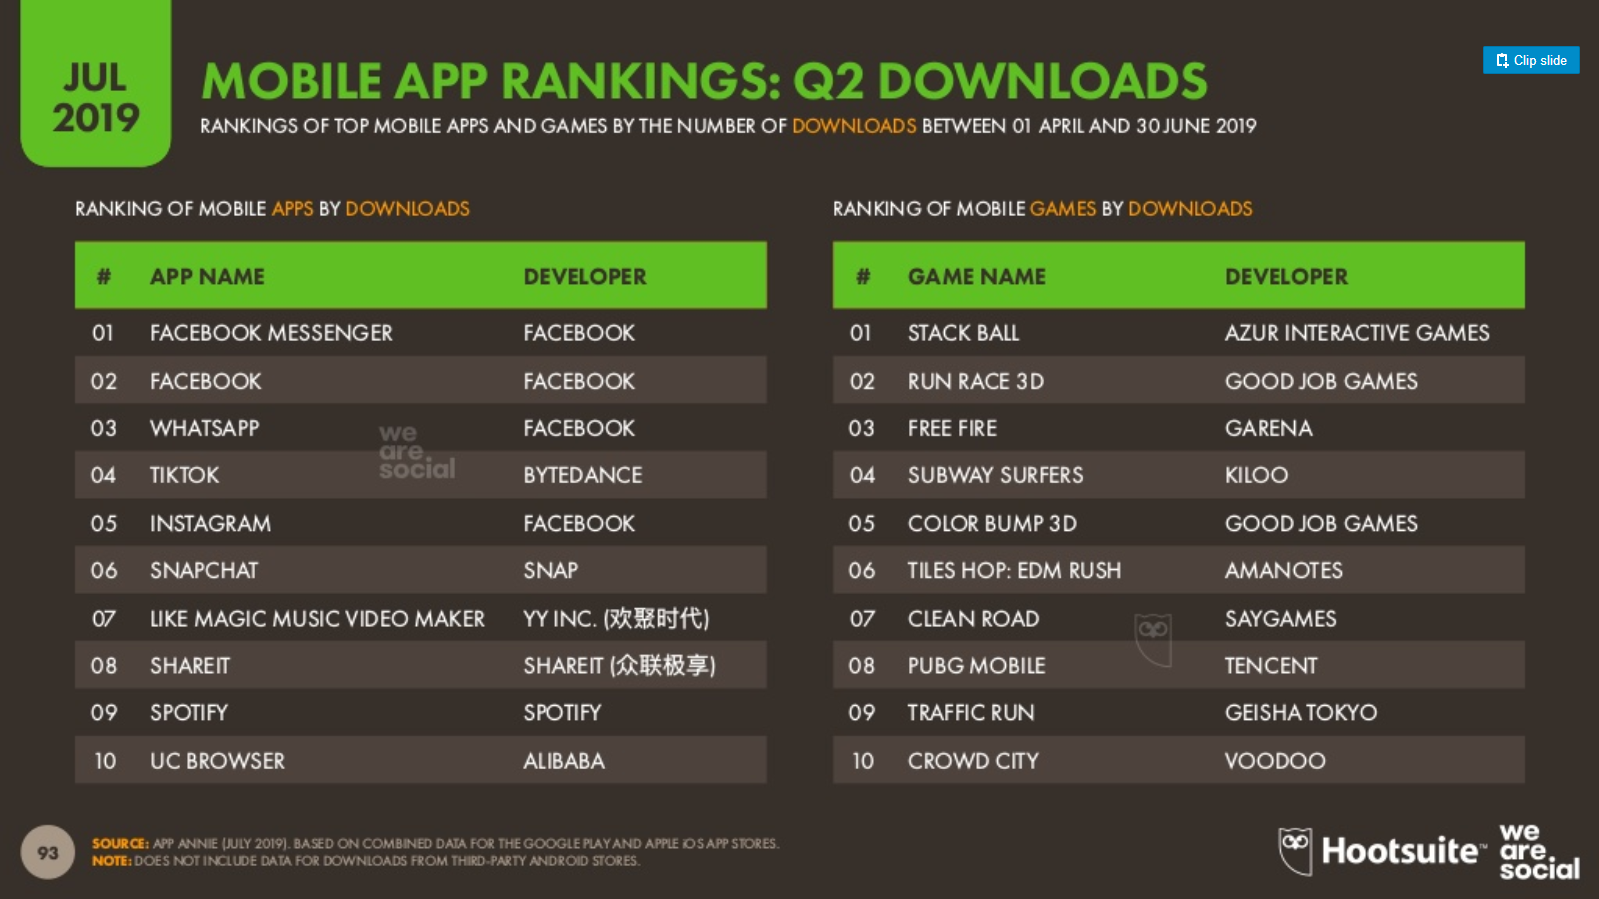 JUL
2019
MOBILE APP RANKINGS: Q2 DOWNLOADS
RANKINGS OF TOP MOBILE APPS AND GAMES BY THE NUMBER OF DOWNLOADS BETWEEN 01 APRIL AND 30 JUNE 2019
Clip slide
RANKING OF MOBILE APPS BY DOWNLOADS
# APP NAME DEVELOPER
01 FACEBOOK MESSENGER FACEBOOK
02 FACEBOOK FACEBOOK
03 WHATSAPP FACEBOOK
04 TIKTOK BYTEDANCE
05 INSTAGRAM FACEBOOK
06 SNAPCHAT SNAP
07 LIKE MAGIC MUSIC VIDEO MAKER YY INC. (欢聚时代)
08 SHAREIT SHAREIT (众联极享)
09 SPOTIFY SPOTIFY
10 UC BROWSER ALIBABA
we
are.
social
RANKING OF MOBILE GAMES BY DOWNLOADS
# GAME NAME DEVELOPER
01 STACK BALL AZUR INTERACTIVE GAMES
02 RUN RACE 3D GOOD JOB GAMES
03 FREE FIRE GARENA
04 SUBWAY SURFERS KILOO
05 COLOR BUMP 3D GOOD JOB GAMES
06 TILES HOP: EDM RUSH AMANOTES
07 CLEAN ROAD SAYGAMES
08 PUBG MOBILE TENCENT
09 TRAFFIC RUN GEISHA TOKYO
10 CROWD CITY VOODOO
93
SOURCE: APP ANNIE (JULY 2019). BASED ON COMBINED DATA FOR THE GOOGLE PLAY AND APPLE iOS APP STORES.
NOTE: DOES NOT INCLUDE DATA FOR DOWNLOADS FROM THIRD-PARTY ANDROID STORES.
Hootsuite™
we
are.
social